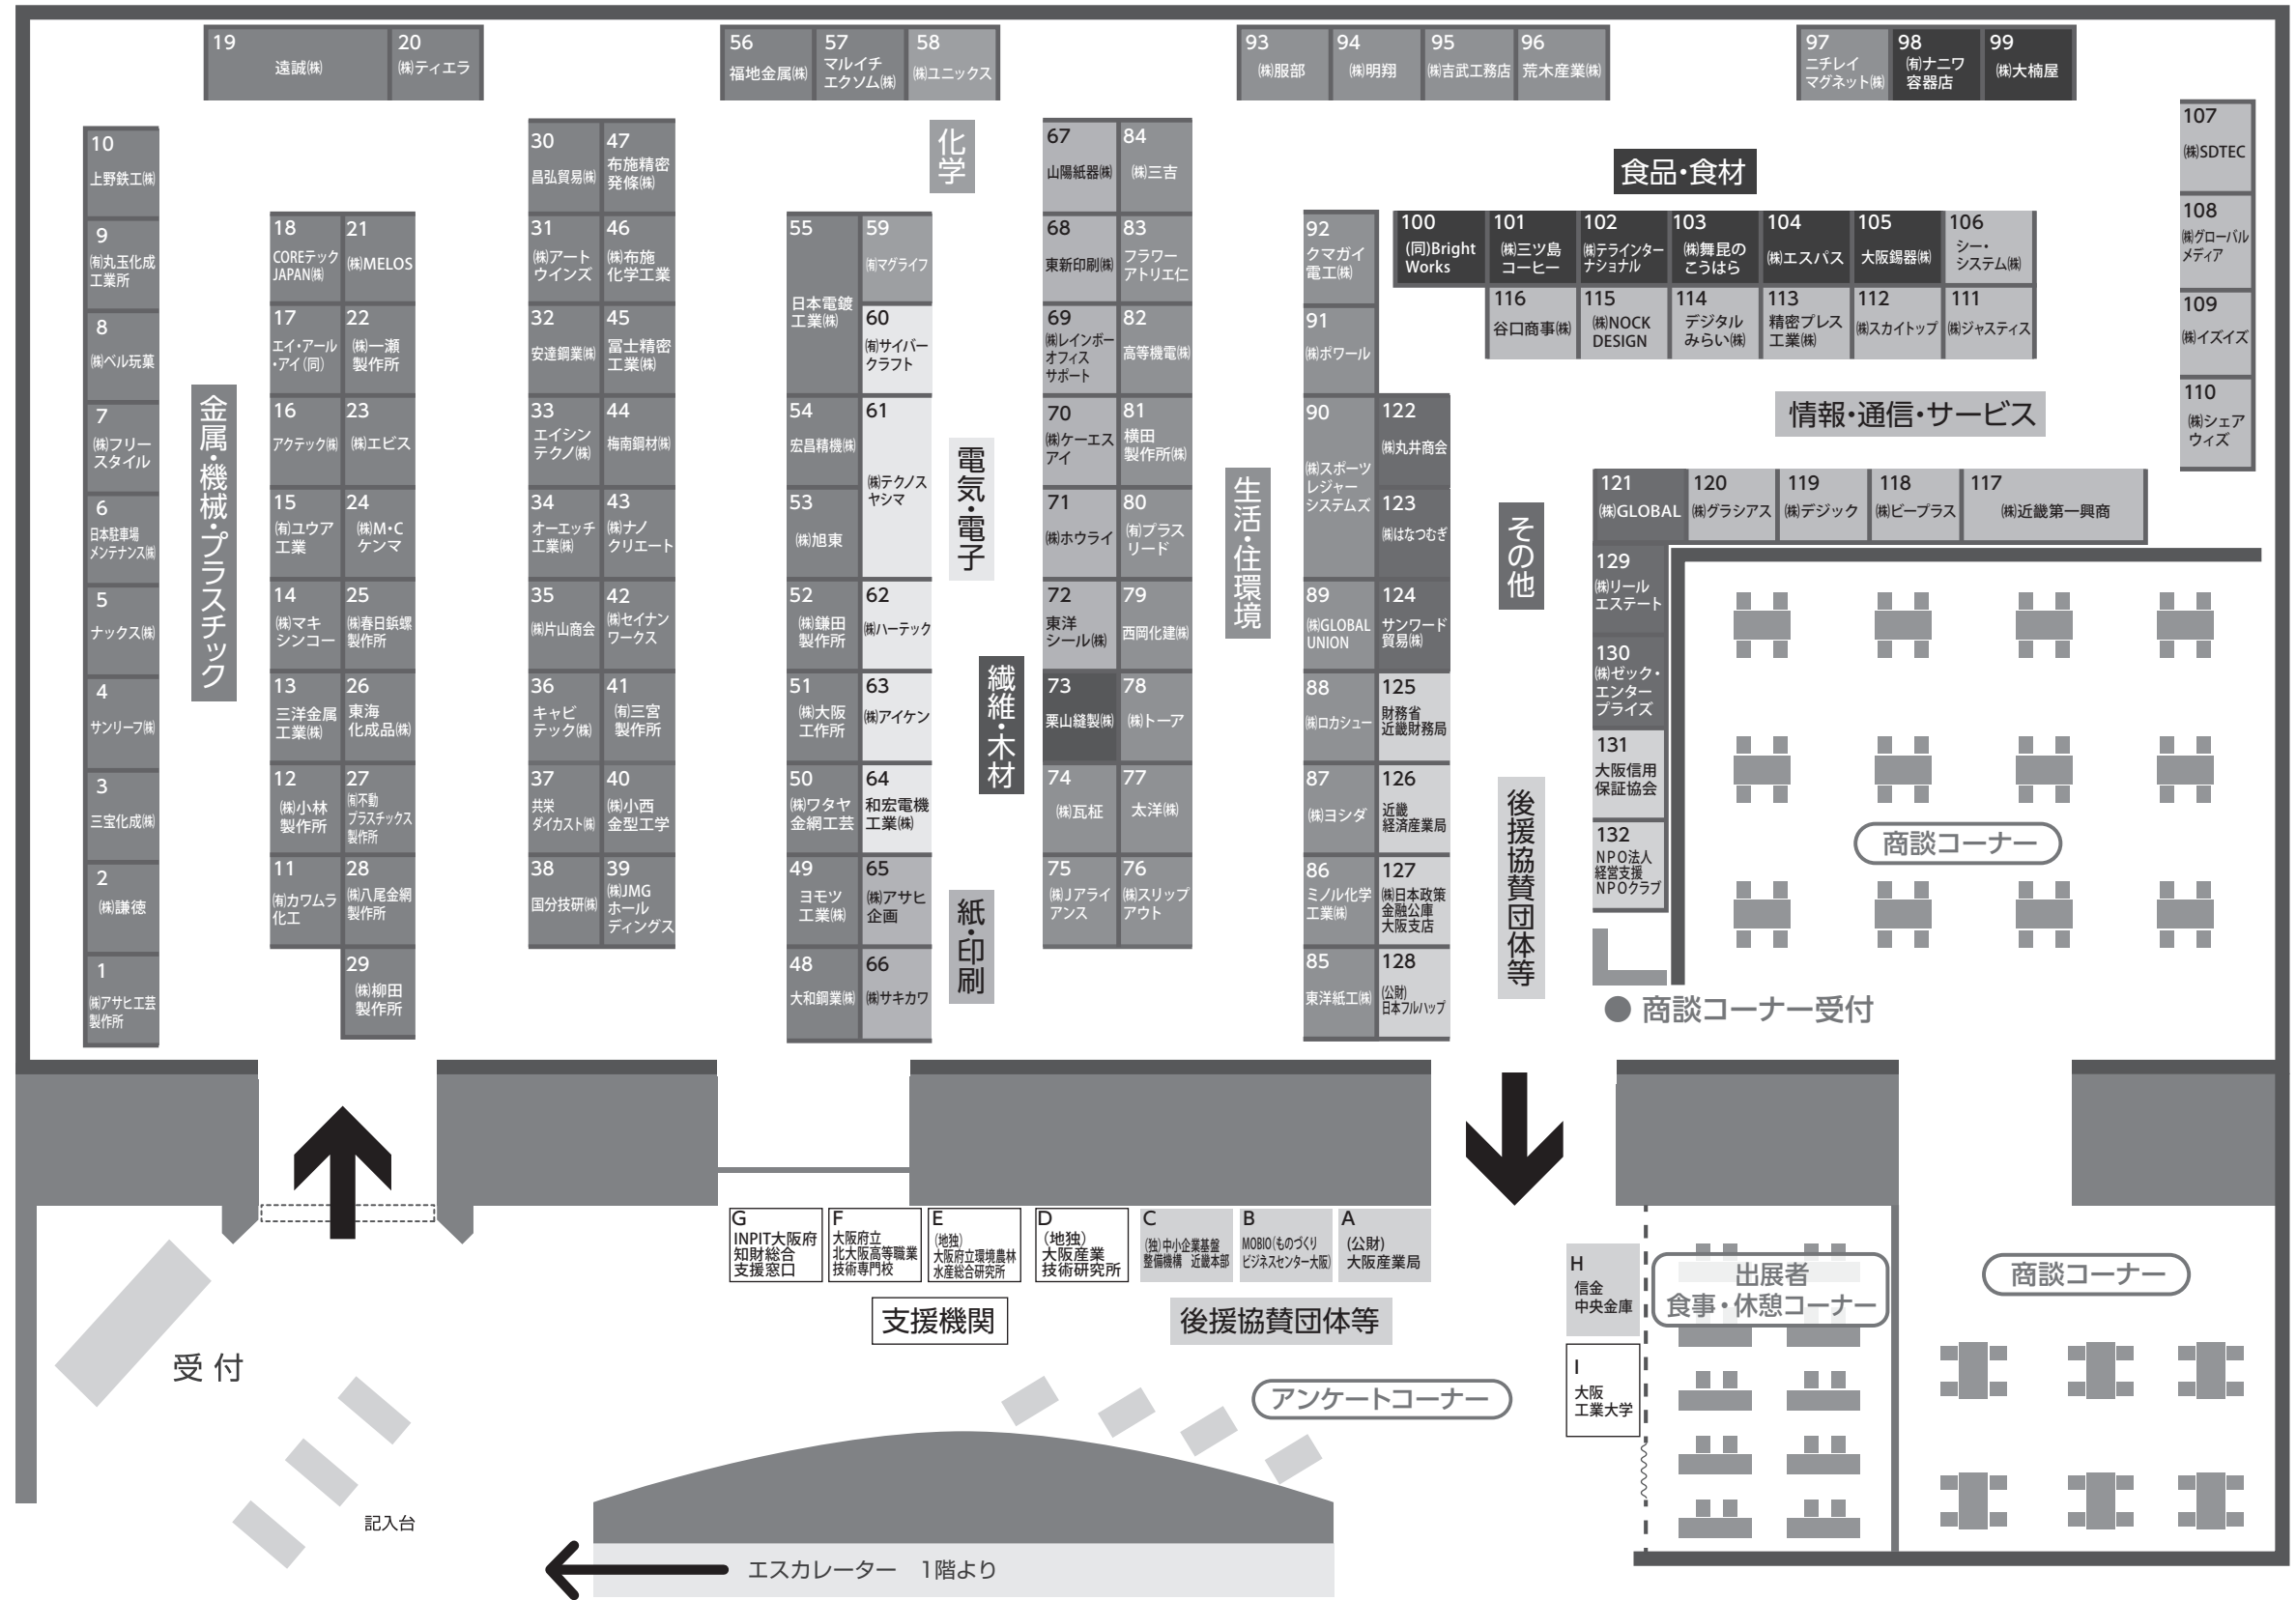 19
遠誠㈱
20
㈱ティエラ
56
福地金属㈱
57
マルイチ
エクソム㈱
58
㈱ユニックス
93
㈱服部
94
㈱明翔
95
㈱吉武工務店
96
荒木産業㈱
97
ニチレイ
マグネット㈱
98
㈲ナニワ
容器店
99
㈱大楠屋
10
上野鉄工㈱
9
㈲丸玉化成
工業所
8
㈱ベル玩菓
7
㈱フリー
スタイル
6
日本駐車場
メンテナンス㈱
5
ナックス㈱
4
サンリーフ㈱
3
三宝化成㈱
2
㈱謙徳
1
㈱アサヒ工芸
製作所
金属・機械・プラスチック
18
COREテック
JAPAN㈱
17
エイ・アール
・アイ(同)
16
アクテック㈱
15
㈲ユウア
工業
14
㈱マキ
シンコー
13
三洋金属
工業㈱
12
㈱小林
製作所
11
㈲カワムラ
化工
21
㈱MELOS
22
㈱一瀬
製作所
23
㈱エビス
24
㈱M・C
ケンマ
25
㈱春日鋲螺
製作所
26
東海
化成品㈱
27
㈲不動
プラスチックス
製作所
28
㈱八尾金網
製作所
29
㈱柳田
製作所
30
昌弘貿易㈱
31
㈱アート
ウインズ
32
安達鋼業㈱
33
エイシン
テクノ㈱
34
オーエッチ
工業㈱
35
㈱片山商会
36
キャビ
テック㈱
37
共栄
ダイカスト㈱
38
国分技研㈱
47
布施精密
発條㈱
46
㈱布施
化学工業
45
冨士精密
工業㈱
44
梅南鋼材㈱
43
㈱ナノ
クリエート
42
㈱セイナン
ワークス
41
㈲三宮
製作所
40
㈱小西
金型工学
39
㈱JMG
ホール
ディングス
55
日本電鍍
工業㈱
54
宏昌精機㈱
53
㈱旭東
52
㈱鎌田
製作所
51
㈱大阪
工作所
50
㈱ワタヤ
金網工芸
49
ヨモツ
工業㈱
48
大和鋼業㈱
59
㈲マグライフ
60
㈲サイバー
クラフト
61
㈱テクノス
ヤシマ
62
㈱ハーテック
63
㈱アイケン
64
和宏電機
工業㈱
65
㈱アサヒ
企画
66
㈱サキカワ
化学
電気・電子
繊維・木材
紙・印刷
67
山陽紙器㈱
68
東新印刷㈱
69
㈱レインボー
オフィス
サポート
70
㈱ケーエス
アイ
71
㈱ホウライ
72
東洋
シール㈱
73
栗山縫製㈱
74
㈱瓦柾
75
㈱Jアライ
アンス
84
㈱三吉
83
フラワー
アトリエ仁
82
高等機電㈱
81
横田
製作所㈱
80
㈲プラス
リード
79
西岡化建㈱
78
㈱トーア
77
太洋㈱
76
㈱スリップ
アウト
生活・住環境
92
クマガイ
電工㈱
91
㈱ポワール
90
㈱スポーツ
レジャー
システムズ
89
㈱GLOBAL
UNION
88
㈱ロカシュー
87
㈱ヨシダ
86
ミノル化学
工業㈱
85
東洋紙工㈱
122
㈱丸井商会
123
㈱はなつむぎ
124
サンワード
貿易㈱
125
財務省
近畿財務局
126
近畿
経済産業局
127
㈱日本政策
金融公庫
大阪支店
128
(公財)
日本フルハップ
食品・食材
100
(同)Bright
Works
101
㈱三ツ島
コーヒー
102
㈱テラインター
ナショナル
103
㈱舞昆の
こうはら
104
㈱エスパス
105
大阪錫器㈱
106
シー・
システム㈱
116
谷口商事㈱
115
㈱NOCK
DESIGN
114
デジタル
みらい㈱
113
精密プレス
工業㈱
112
㈱スカイトップ
111
㈱ジャスティス
107
㈱SDTEC
108
㈱グローバル
メディア
109
㈱イズイズ
110
㈱シェア
ウィズ
情報・通信・サービス
121
㈱GLOBAL
120
㈱グラシアス
119
㈱デジック
118
㈱ビープラス
117
㈱近畿第一興商
その他
129
㈱リール
エステート
130
㈱ゼック・
エンター
プライズ
131
大阪信用
保証協会
132
NPO法人
経営支援
NPOクラブ
後援協賛団体等
商談コーナー
● 商談コーナー受付
G
INPIT大阪府
知財総合
支援窓口
F
大阪府立
北大阪高等職業
技術専門校
E
(地独)
大阪府立環境農林
水産総合研究所
D
(地独)
大阪産業
技術研究所
C
(独)中小企業基盤
整備機構 近畿本部
B
MOBIO(ものづくり
ビジネスセンター大阪)
A
(公財)
大阪産業局
支援機関
後援協賛団体等
H
信金
中央金庫
I
大阪
工業大学
出展者
食事・休憩コーナー
商談コーナー
アンケートコーナー
受付
記入台
エスカレーター 1階より